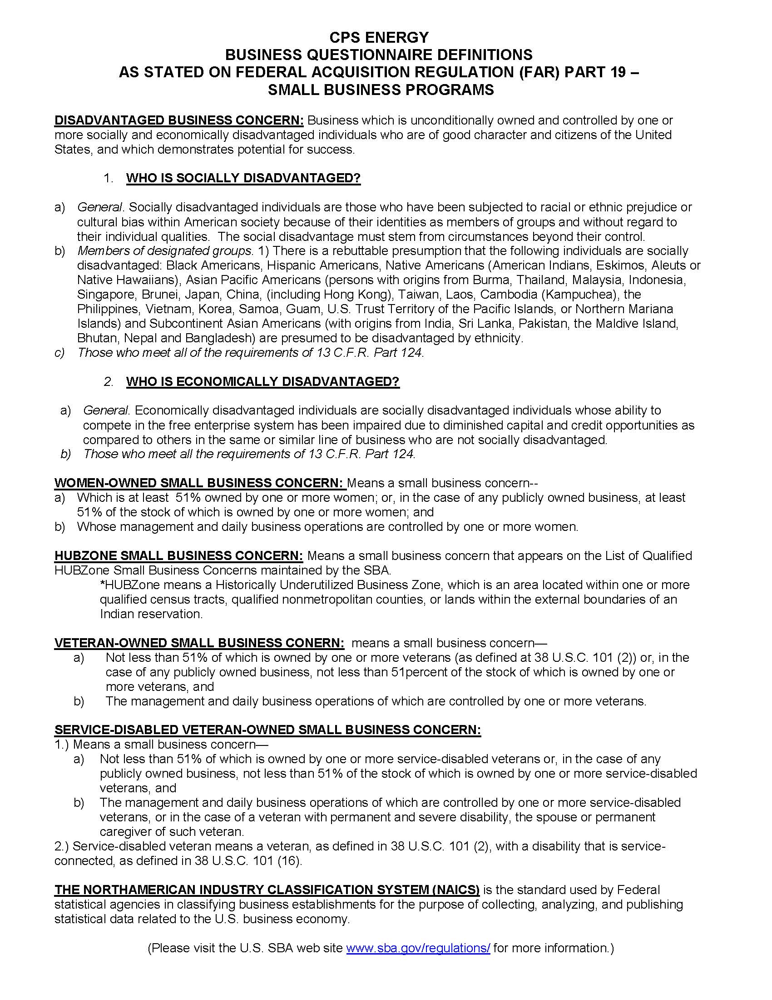 CPS ENERGY
BUSINESS QUESTIONNAIRE DEFINITIONS
AS STATED ON FEDERAL ACQUISITION REGULATION (FAR) PART 19 –
SMALL BUSINESS PROGRAMS
DISADVANTAGED BUSINESS CONCERN: Business which is unconditionally owned and controlled by one or
more socially and economically disadvantaged individuals who are of good character and citizens of the United
States, and which demonstrates potential for success.
1. WHO IS SOCIALLY DISADVANTAGED?
a) General. Socially disadvantaged individuals are those who have been subjected to racial or ethnic prejudice or
cultural bias within American society because of their identities as members of groups and without regard to
their individual qualities. The social disadvantage must stem from circumstances beyond their control.
b) Members of designated groups. 1) There is a rebuttable presumption that the following individuals are socially
disadvantaged: Black Americans, Hispanic Americans, Native Americans (American Indians, Eskimos, Aleuts or
Native Hawaiians), Asian Pacific Americans (persons with origins from Burma, Thailand, Malaysia, Indonesia,
Singapore, Brunei, Japan, China, (including Hong Kong), Taiwan, Laos, Cambodia (Kampuchea), the
Philippines, Vietnam, Korea, Samoa, Guam, U.S. Trust Territory of the Pacific Islands, or Northern Mariana
Islands) and Subcontinent Asian Americans (with origins from India, Sri Lanka, Pakistan, the Maldive Island,
Bhutan, Nepal and Bangladesh) are presumed to be disadvantaged by ethnicity.
c) Those who meet all of the requirements of 13 C.F.R. Part 124.
2. WHO IS ECONOMICALLY DISADVANTAGED?
a) General. Economically disadvantaged individuals are socially disadvantaged individuals whose ability to
compete in the free enterprise system has been impaired due to diminished capital and credit opportunities as
compared to others in the same or similar line of business who are not socially disadvantaged.
b) Those who meet all the requirements of 13 C.F.R. Part 124.
WOMEN-OWNED SMALL BUSINESS CONCERN: Means a small business concern--
a) Which is at least 51% owned by one or more women; or, in the case of any publicly owned business, at least
51% of the stock of which is owned by one or more women; and
b) Whose management and daily business operations are controlled by one or more women.
HUBZONE SMALL BUSINESS CONCERN: Means a small business concern that appears on the List of Qualified
HUBZone Small Business Concerns maintained by the SBA.
*HUBZone means a Historically Underutilized Business Zone, which is an area located within one or more
qualified census tracts, qualified nonmetropolitan counties, or lands within the external boundaries of an
Indian reservation.
VETERAN-OWNED SMALL BUSINESS CONERN: means a small business concern—
a) Not less than 51% of which is owned by one or more veterans (as defined at 38 U.S.C. 101 (2)) or, in the
case of any publicly owned business, not less than 51percent of the stock of which is owned by one or
more veterans, and
b) The management and daily business operations of which are controlled by one or more veterans.
SERVICE-DISABLED VETERAN-OWNED SMALL BUSINESS CONCERN:
1.) Means a small business concern—
a) Not less than 51% of which is owned by one or more service-disabled veterans or, in the case of any
publicly owned business, not less than 51% of the stock of which is owned by one or more service-disabled
veterans, and
b) The management and daily business operations of which are controlled by one or more service-disabled
veterans, or in the case of a veteran with permanent and severe disability, the spouse or permanent
caregiver of such veteran.
2.) Service-disabled veteran means a veteran, as defined in 38 U.S.C. 101 (2), with a disability that is service-
connected, as defined in 38 U.S.C. 101 (16).
THE NORTHAMERICAN INDUSTRY CLASSIFICATION SYSTEM (NAICS) is the standard used by Federal
statistical agencies in classifying business establishments for the purpose of collecting, analyzing, and publishing
statistical data related to the U.S. business economy.
(Please visit the U.S. SBA web site www.sba.gov/regulations/ for more information.)